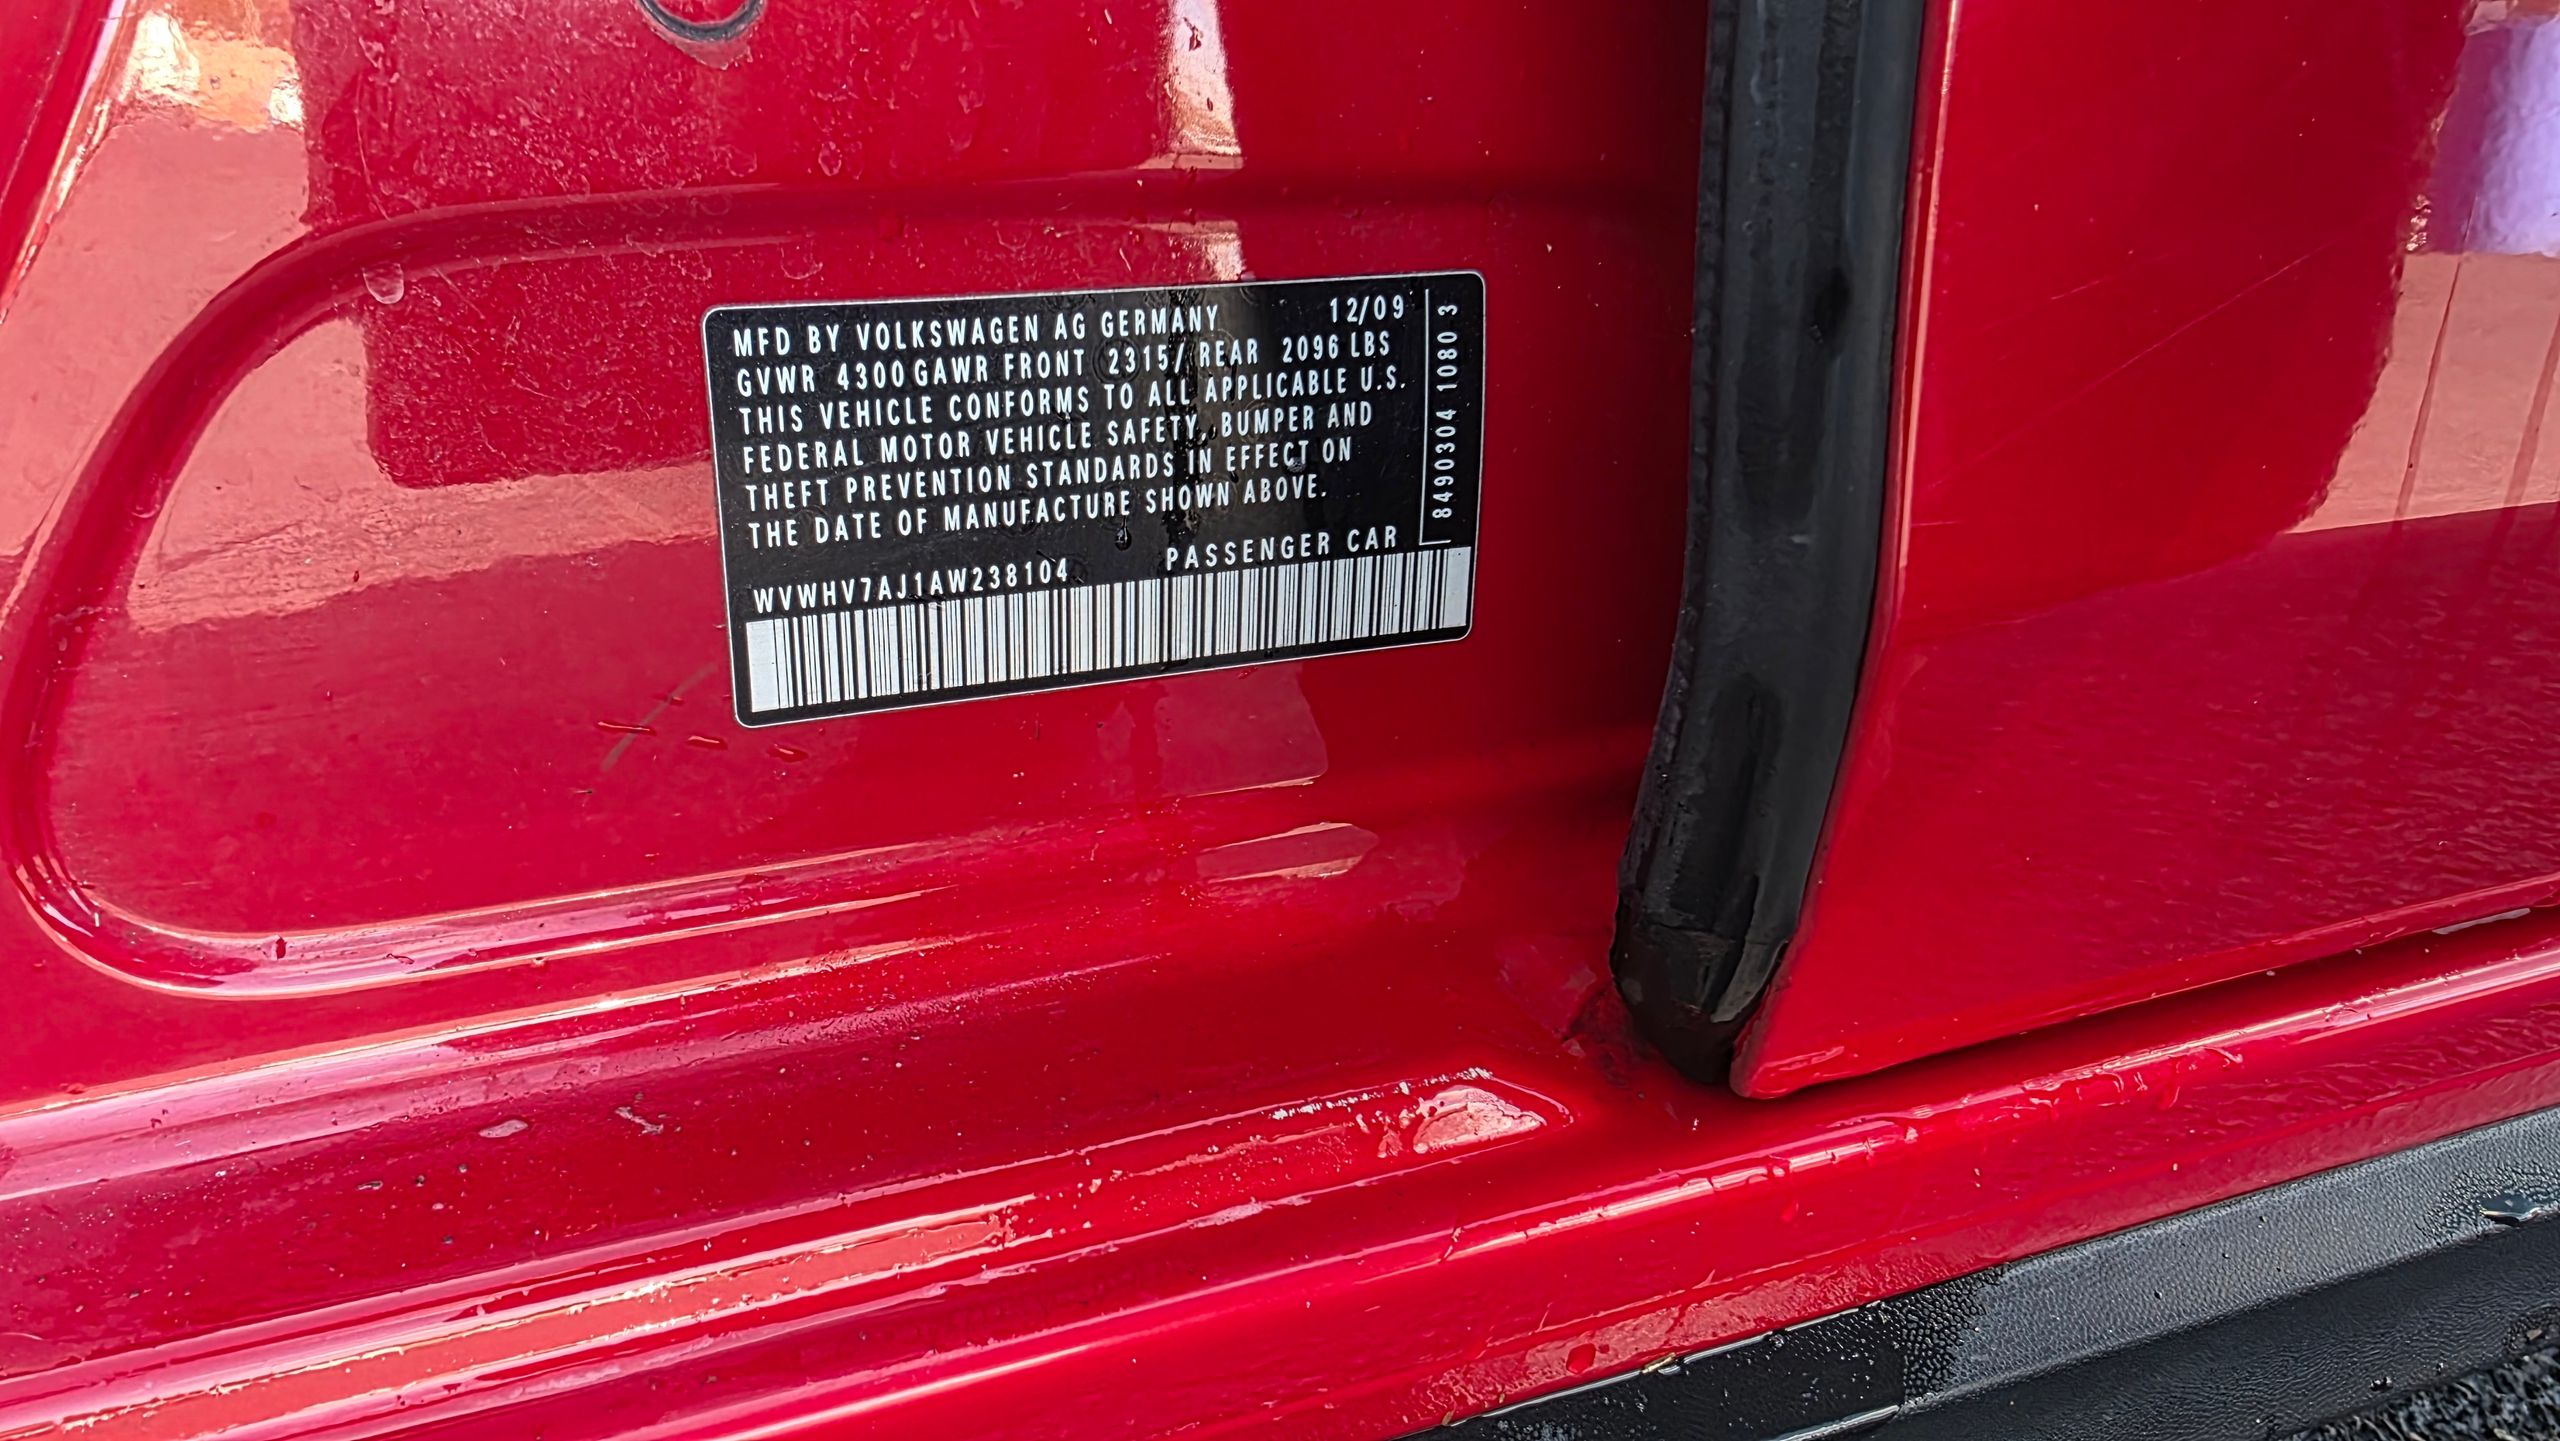 MFD BY VOLKSWAGEN AG GERMANY 12/09
GVWR 4300 GAWR FRONT 2315/ REAR 2096 LBS
THIS VEHICLE CONFORMS TO ALL APPLICABLE U.S.
FEDERAL MOTOR VEHICLE SAFETY, BUMPER AND
THEFT PREVENTION STANDARDS IN EFFECT ON
THE DATE OF MANUFACTURE SHOWN ABOVE.
WVWHV7AJ1AW238104 PASSENGER CAR
8490304 1080 3